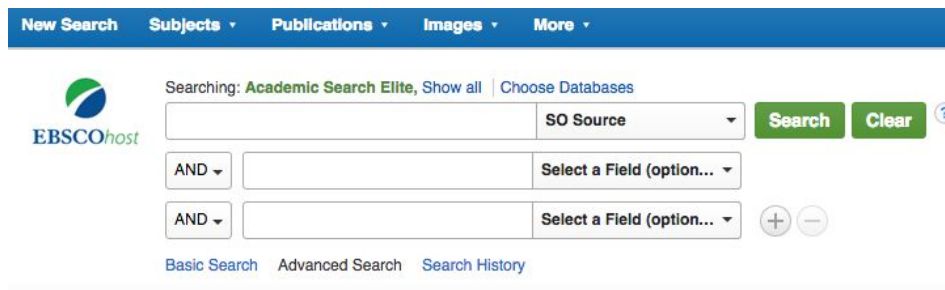 New Search Subjects Publications Images More
Searching: Academic Search Elite, Show all Choose Databases
EBSCOhost
SO Source Search Clear ?
AND Select a Field (option...
AND Select a Field (option...
Basic Search Advanced Search Search History